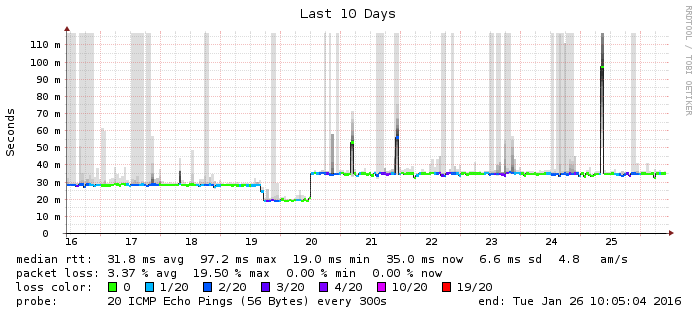 Last 10 Days
RRDTOOL / TOBI OETIKER
Seconds
110 m
100 m
90 m
80 m
70 m
60 m
50 m
40 m
30 m
20 m
10 m
0
16 17 18 19 20 21 22 23 24 25
median rtt: 31.8 ms avg 97.2 ms max 19.0 ms min 35.0 ms now 6.6 ms sd 4.8 am/s
packet loss: 3.37 % avg 19.50 % max 0.00 % min 0.00 % now
loss color: 0 1/20 2/20 3/20 4/20 10/20 19/20
probe: 20 ICMP Echo Pings (56 Bytes) every 300s end: Tue Jan 26 10:05:04 2016